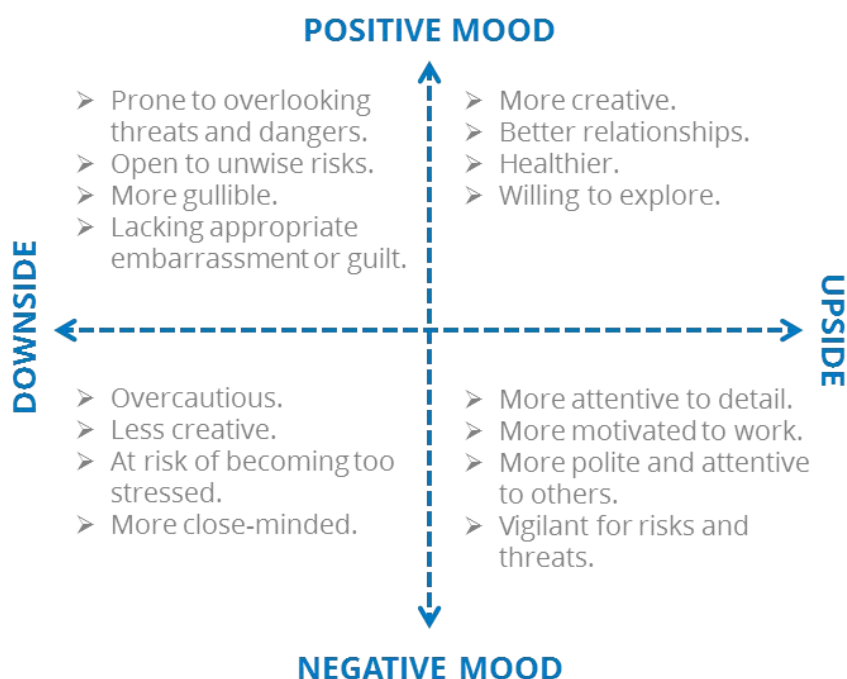 POSITIVE MOOD
➢ Prone to overlooking
threats and dangers.
➢ Open to unwise risks.
➢ More gullible.
➢ Lacking appropriate
embarrassment or guilt.
➢ More creative.
➢ Better relationships.
➢ Healthier.
➢ Willing to explore.
DOWNSIDE
UPSIDE
➢ Overcautious.
➢ Less creative.
➢ At risk of becoming too
stressed.
➢ More close-minded.
➢ More attentive to detail.
➢ More motivated to work.
➢ More polite and attentive
to others.
➢ Vigilant for risks and
threats.
NEGATIVE MOOD